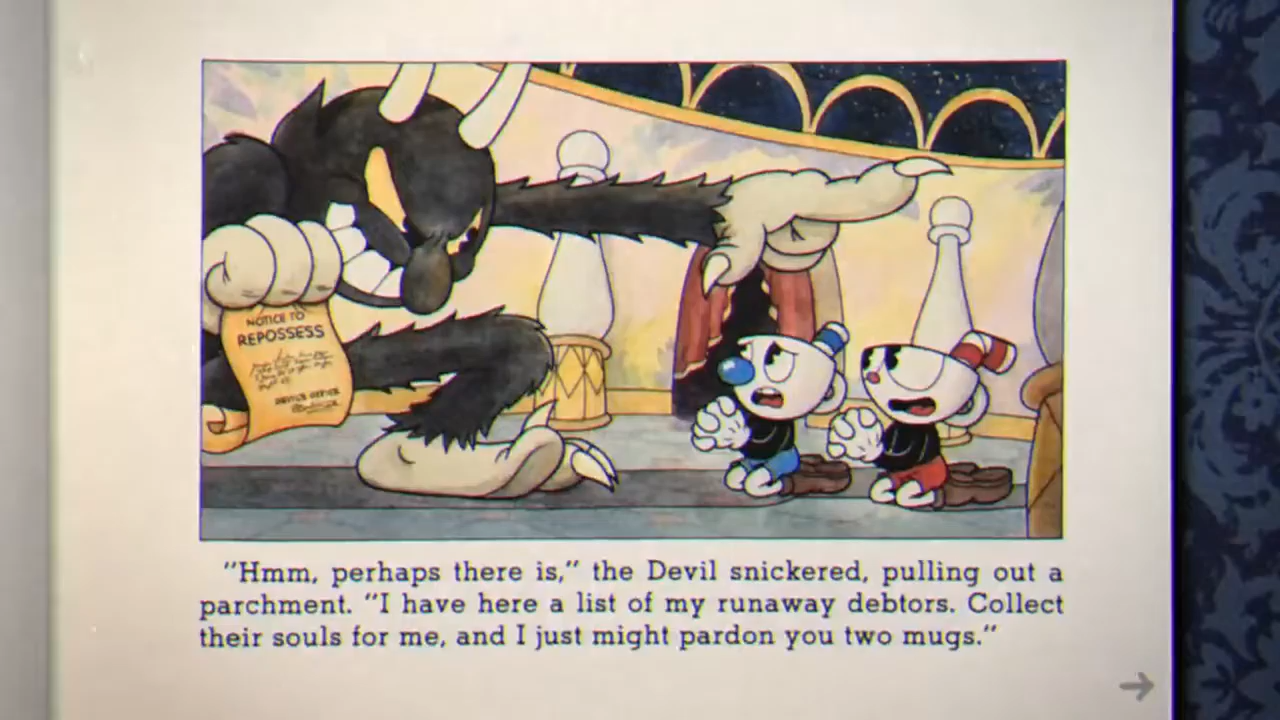 NOTICE TO
REPOSSESS
"Hmm, perhaps there is," the Devil snickered, pulling out a
parchment. "I have here a list of my runaway debtors. Collect
their souls for me, and I just might pardon you two mugs."